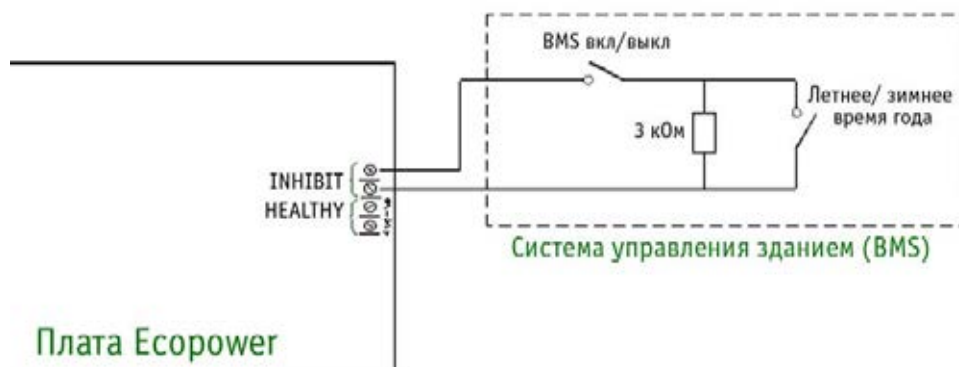 BMS вкл/выкл
Летнее/ зимнее
время года
3 кОм
INHIBIT
HEALTHY
Система управления зданием (BMS)
Плата Ecopower